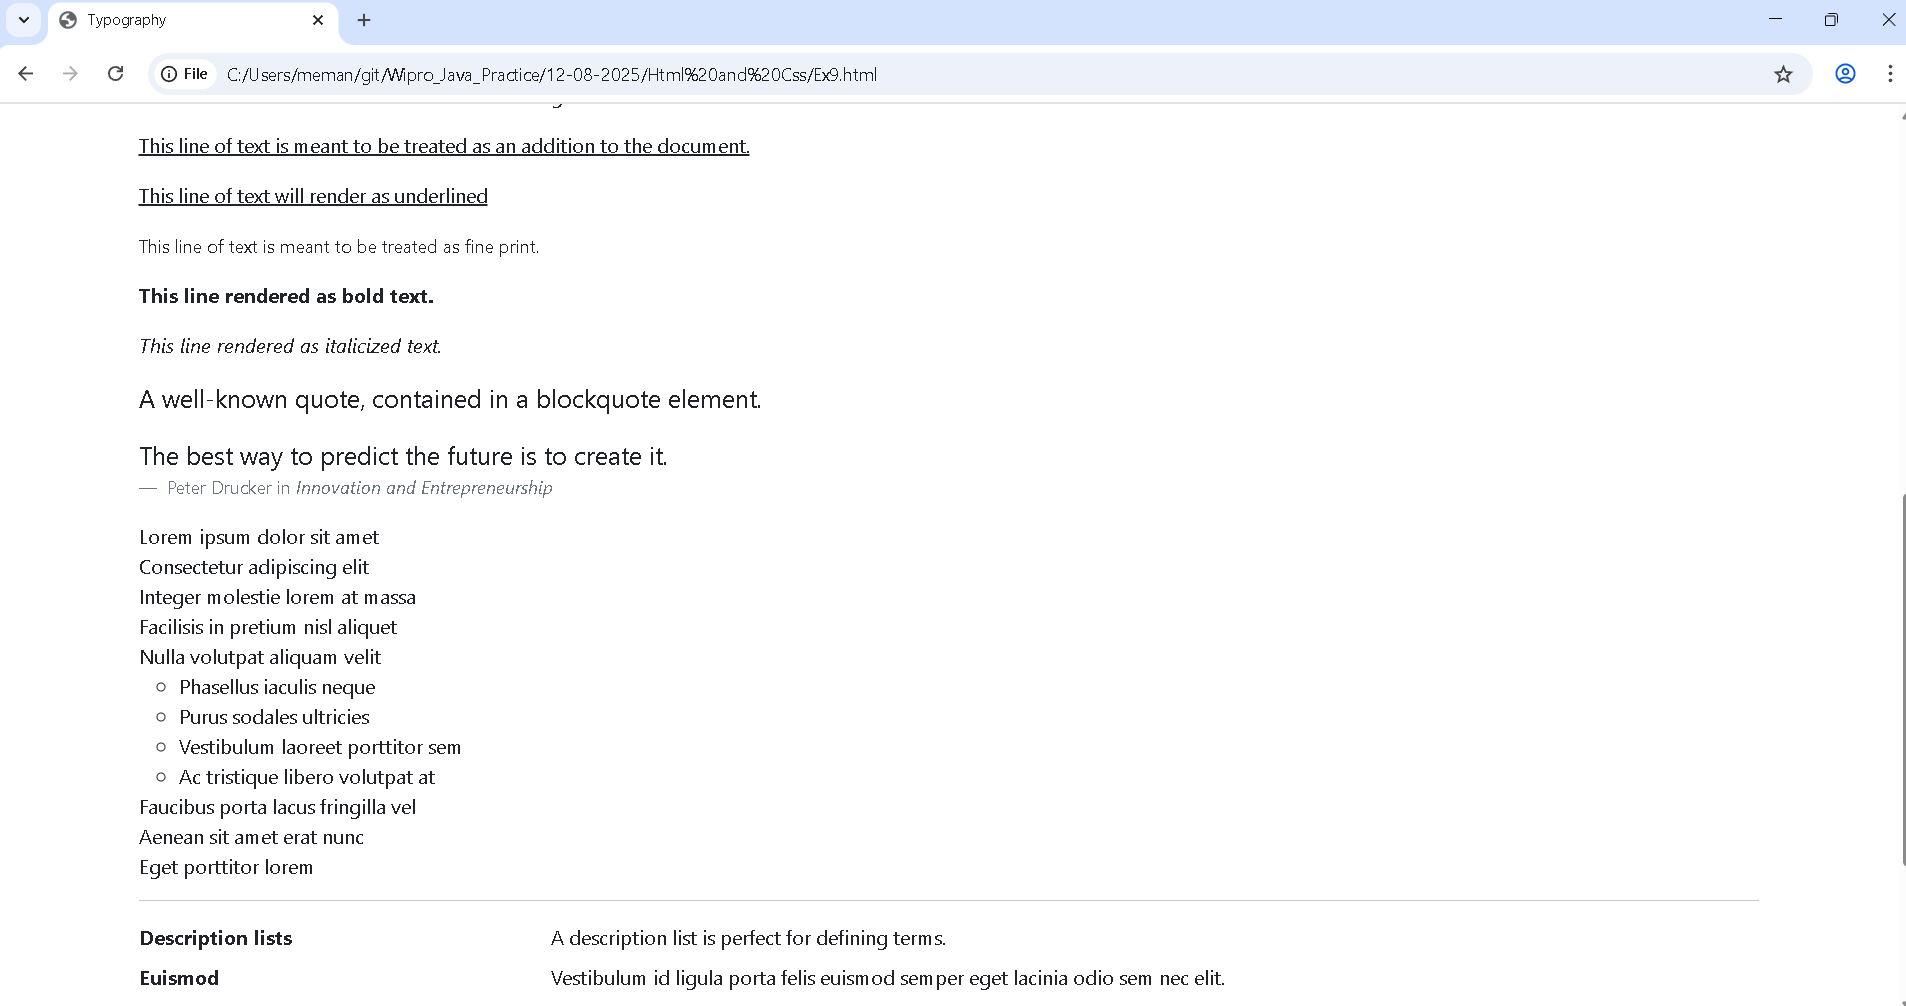 Typography
File
C:/Users/meman/git/Wipro_Java_Practice/12-08-2025/Html%20and%20Css/Ex9.html
This line of text is meant to be treated as an addition to the document.
This line of text will render as underlined
This line of text is meant to be treated as fine print.
This line rendered as bold text.
This line rendered as italicized text.
A well-known quote, contained in a blockquote element.
The best way to predict the future is to create it.
— Peter Drucker in Innovation and Entrepreneurship
Lorem ipsum dolor sit amet
Consectetur adipiscing elit
Integer molestie lorem at massa
Facilisis in pretium nisl aliquet
Nulla volutpat aliquam velit
Phasellus iaculis neque
Purus sodales ultricies
Vestibulum laoreet porttitor sem
Ac tristique libero volutpat at
Faucibus porta lacus fringilla vel
Aenean sit amet erat nunc
Eget porttitor lorem
Description lists A description list is perfect for defining terms.
Euismod Vestibulum id ligula porta felis euismod semper eget lacinia odio sem nec elit.